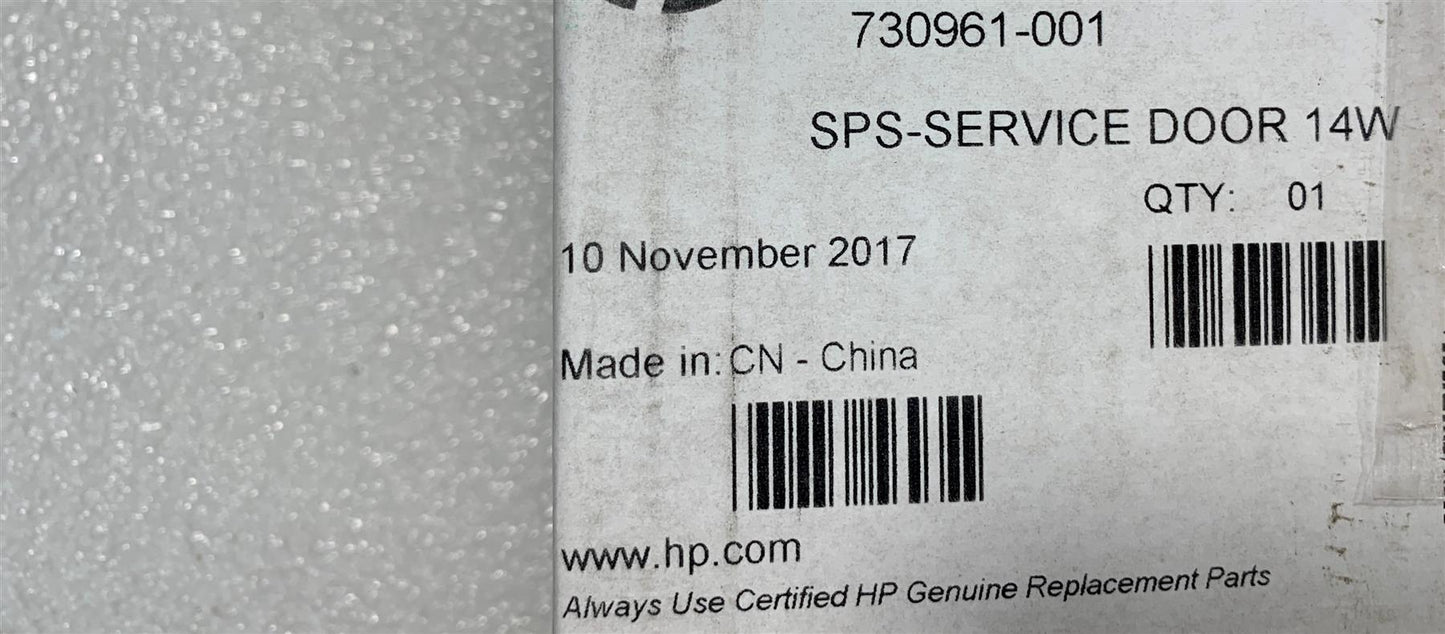 730961-001
SPS-SERVICE DOOR 14W
QTY: 01
10 November 2017
Made in: CN - China
www.hp.com
Always Use Certified HP Genuine Replacement Parts